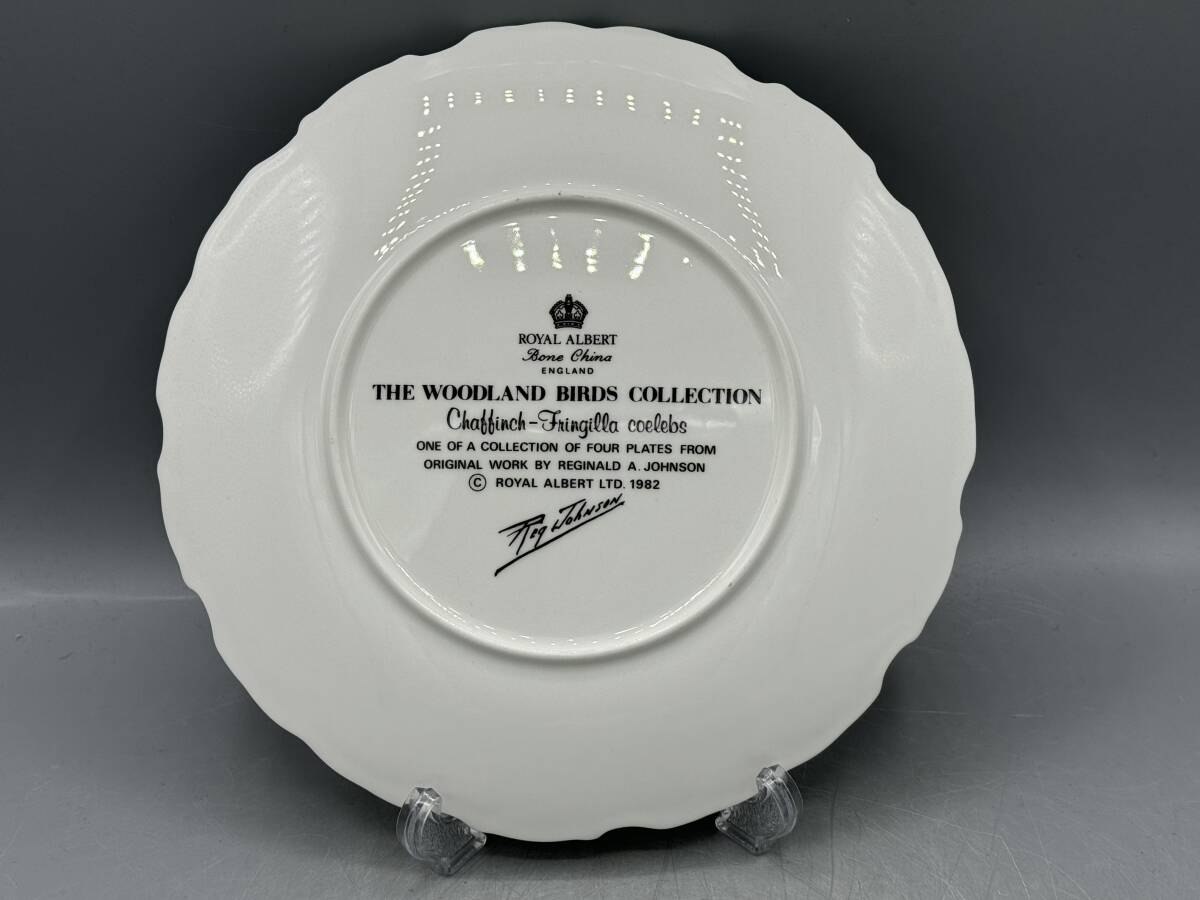 ROYAL ALBERT
Bone China
ENGLAND
THE WOODLAND BIRDS COLLECTION
Chaffinch-Fringilla coelebs
ONE OF A COLLECTION OF FOUR PLATES FROM
ORIGINAL WORK BY REGINALD A. JOHNSON
© ROYAL ALBERT LTD. 1982
Reg Johnson